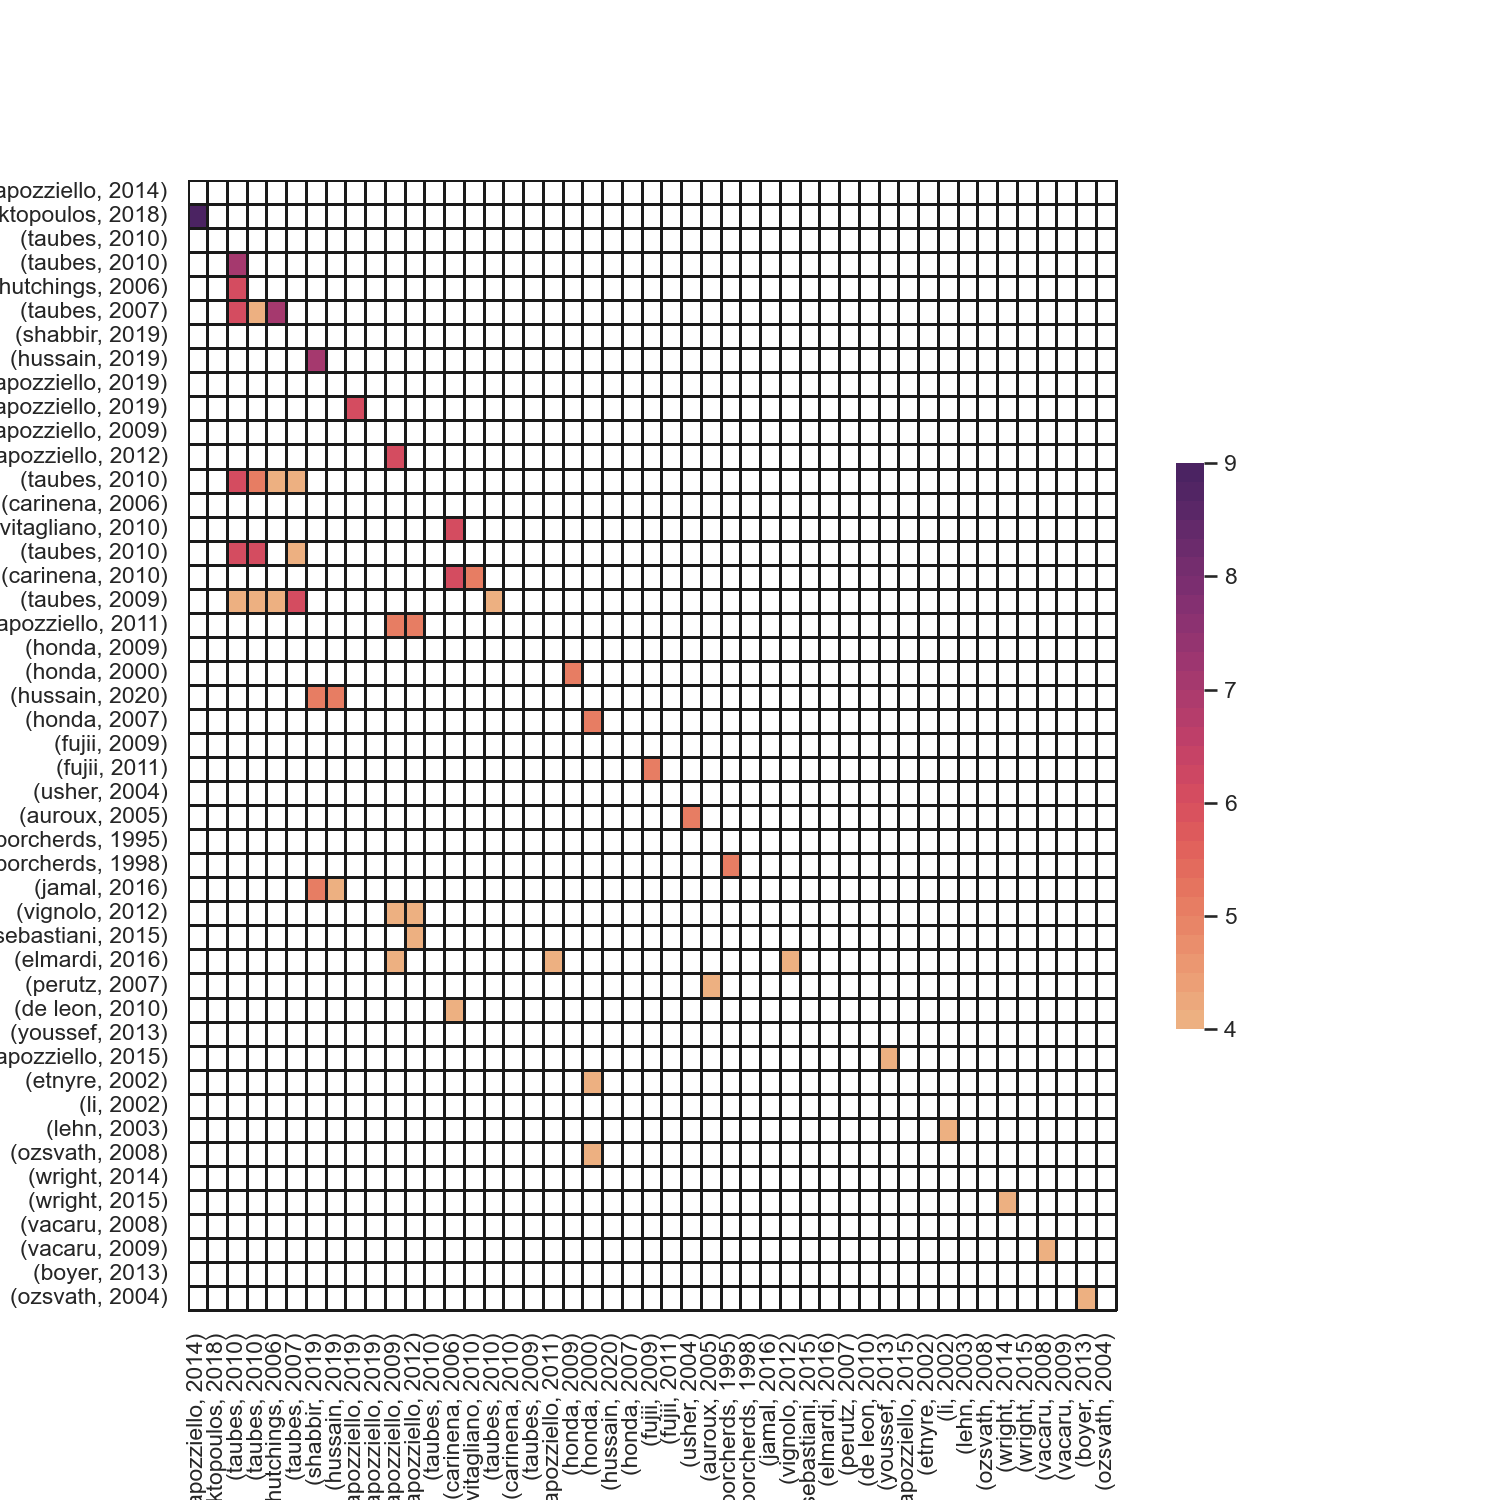 apozziello, 2014)
ktopoulos, 2018)
(taubes, 2010)
(taubes, 2010)
hutchings, 2006)
(taubes, 2007)
(shabbir, 2019)
(hussain, 2019)
apozziello, 2019)
apozziello, 2019)
apozziello, 2009)
apozziello, 2012)
(taubes, 2010)
(carinena, 2006)
vitagliano, 2010)
(taubes, 2010)
(carinena, 2010)
(taubes, 2009)
apozziello, 2011)
(honda, 2009)
(honda, 2000)
(hussain, 2020)
(honda, 2007)
(fujii, 2009)
(fujii, 2011)
(usher, 2004)
(auroux, 2005)
borcherds, 1995)
borcherds, 1998)
(jamal, 2016)
(vignolo, 2012)
sebastiani, 2015)
(elmardi, 2016)
(perutz, 2007)
(de leon, 2010)
(youssef, 2013)
apozziello, 2015)
(etnyre, 2002)
(li, 2002)
(lehn, 2003)
(ozsvath, 2008)
(wright, 2014)
(wright, 2015)
(vacaru, 2008)
(vacaru, 2009)
(boyer, 2013)
(ozsvath, 2004)
apozziello, 2014)
ktopoulos, 2018)
(taubes, 2010)
(taubes, 2010)
hutchings, 2006)
(taubes, 2007)
(shabbir, 2019)
(hussain, 2019)
apozziello, 2019)
apozziello, 2019)
apozziello, 2009)
apozziello, 2012)
(taubes, 2010)
(carinena, 2006)
vitagliano, 2010)
(taubes, 2010)
(carinena, 2010)
(taubes, 2009)
apozziello, 2011)
(honda, 2009)
(honda, 2000)
(hussain, 2020)
(honda, 2007)
(fujii, 2009)
(fujii, 2011)
(usher, 2004)
(auroux, 2005)
borcherds, 1995)
orcherds, 1998)
(jamal, 2016)
(vignolo, 2012)
sebastiani, 2015)
(elmardi, 2016)
(perutz, 2007)
(de leon, 2010)
(youssef, 2013)
apozziello, 2015)
(etnyre, 2002)
(li, 2002)
(lehn, 2003)
(ozsvath, 2008)
(wright, 2014)
(wright, 2015)
(vacaru, 2008)
(vacaru, 2009)
(boyer, 2013)
(ozsvath, 2004)
9
8
7
6
5
4